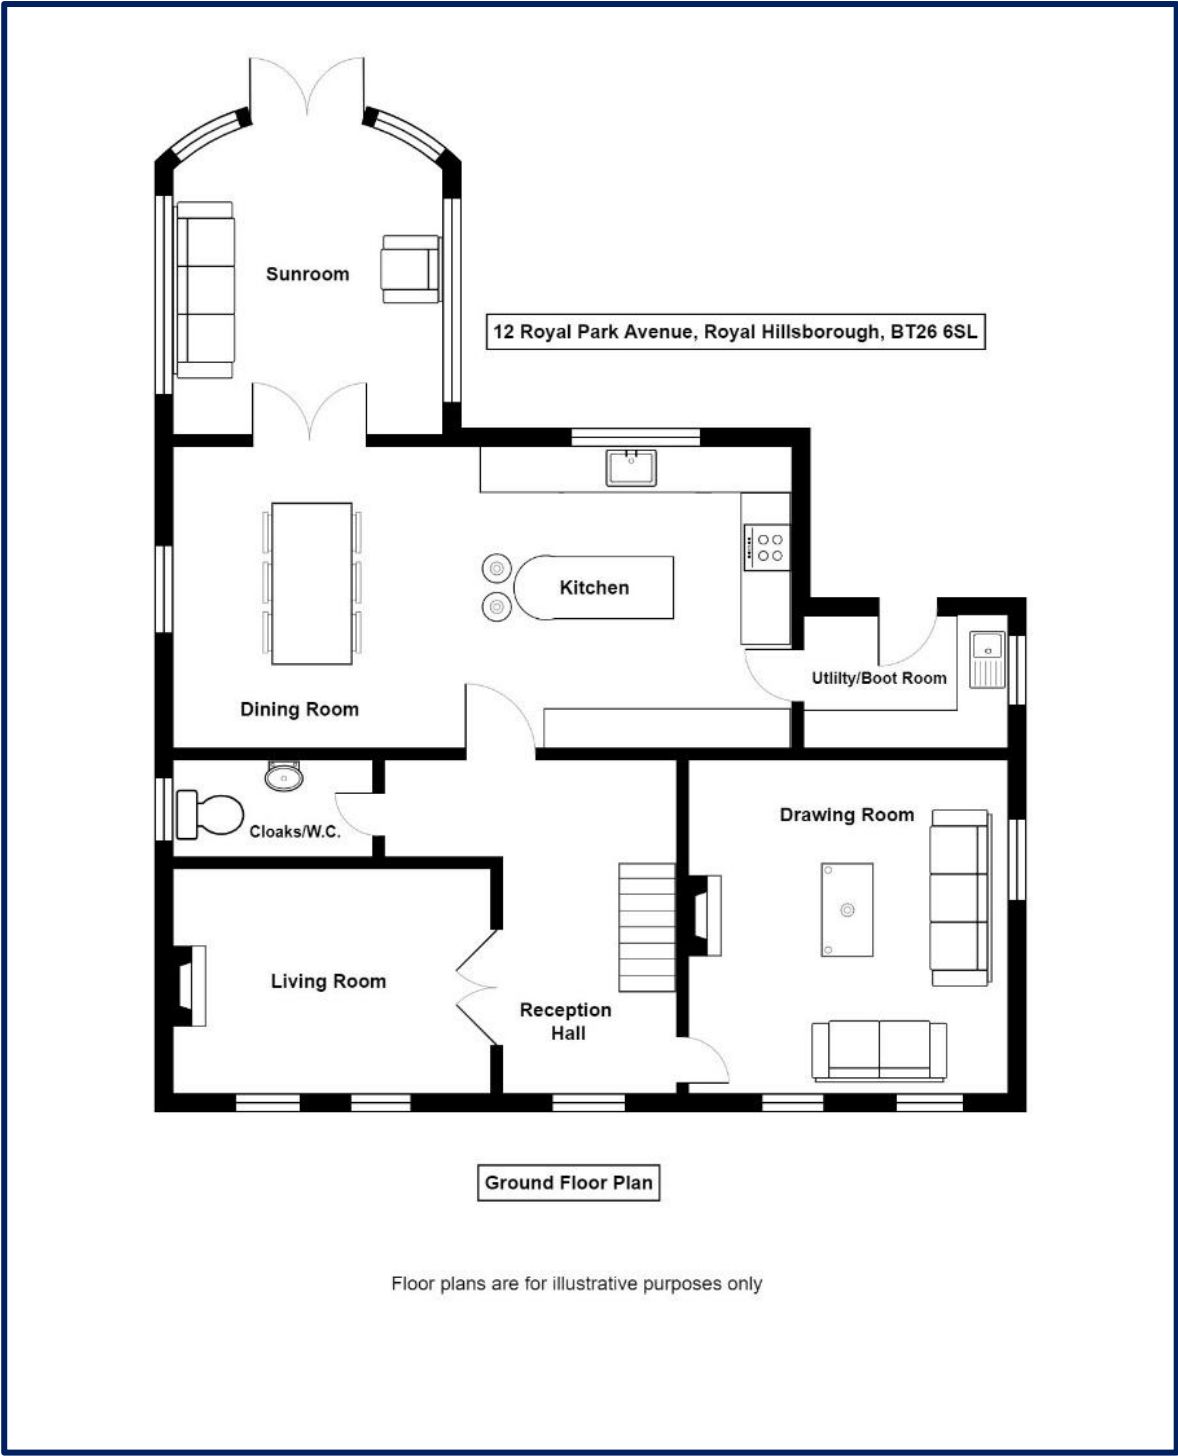 Sunroom
12 Royal Park Avenue, Royal Hillsborough, BT26 6SL
Kitchen
Utlilty/Boot Room
Dining Room
Drawing Room
Cloaks/W.C.
Living Room
Reception
Hall
Ground Floor Plan
Floor plans are for illustrative purposes only